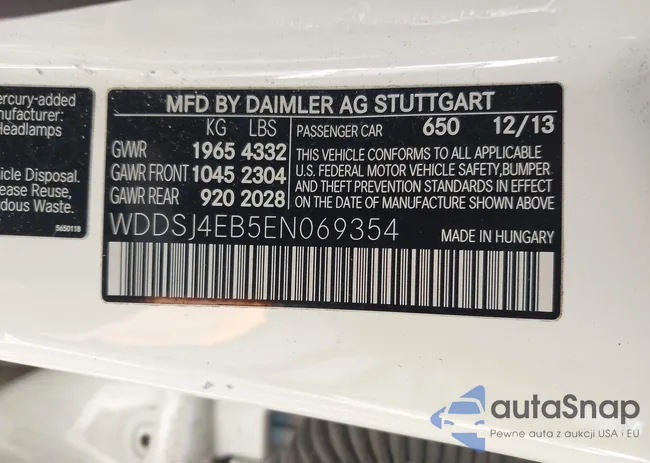 ercury-added
Headlamps
Disposal.
ease Reuse,
dous Waste.
5650118
MFD BY DAIMLER AG STUTTGART
KG LBS PASSENGER CAR 650 12/13
GVWR 1965 4332
GAWR FRONT 1045 2304
GAWR REAR 920 2028
THIS VEHICLE CONFORMS TO ALL APPLICABLE
U.S. FEDERAL MOTOR VEHICLE SAFETY,BUMPER
AND THEFT PREVENTION STANDARDS IN EFFECT
ON THE DATE OF MANUFACTURE SHOWN ABOVE.
WDDSJ4EB5EN069354 MADE IN HUNGARY
autaSnap
Pewne auta z aukcji USA i EU